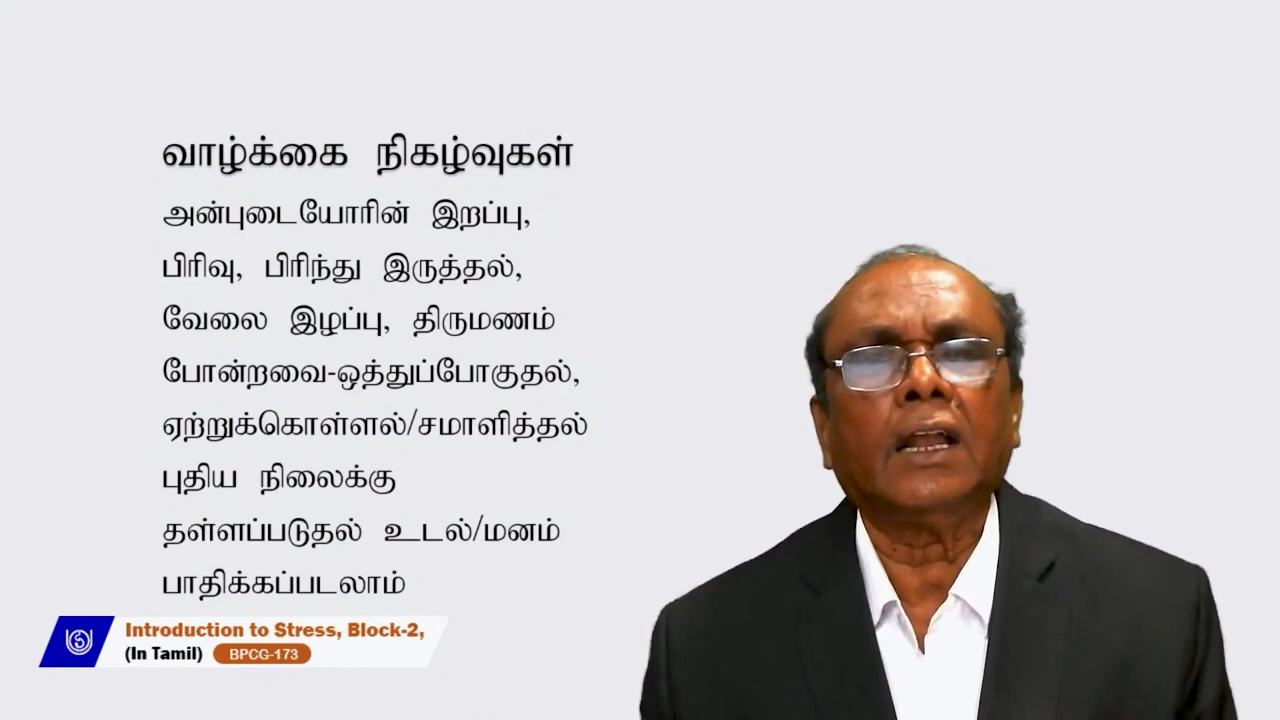 வாழ்க்கை நிகழ்வுகள்
அன்புடையோரின் இறப்பு,
பிரிவு, பிரிந்து இருத்தல்,
வேலை இழப்பு, திருமணம்
போன்றவை-ஒத்துப்போகுதல்,
ஏற்றுக்கொள்ளல்/சமாளித்தல்
புதிய நிலைக்கு
தள்ளப்படுதல் உடல்/மனம்
பாதிக்கப்படலாம்
Introduction to Stress, Block-2,
(In Tamil) BPCG-173